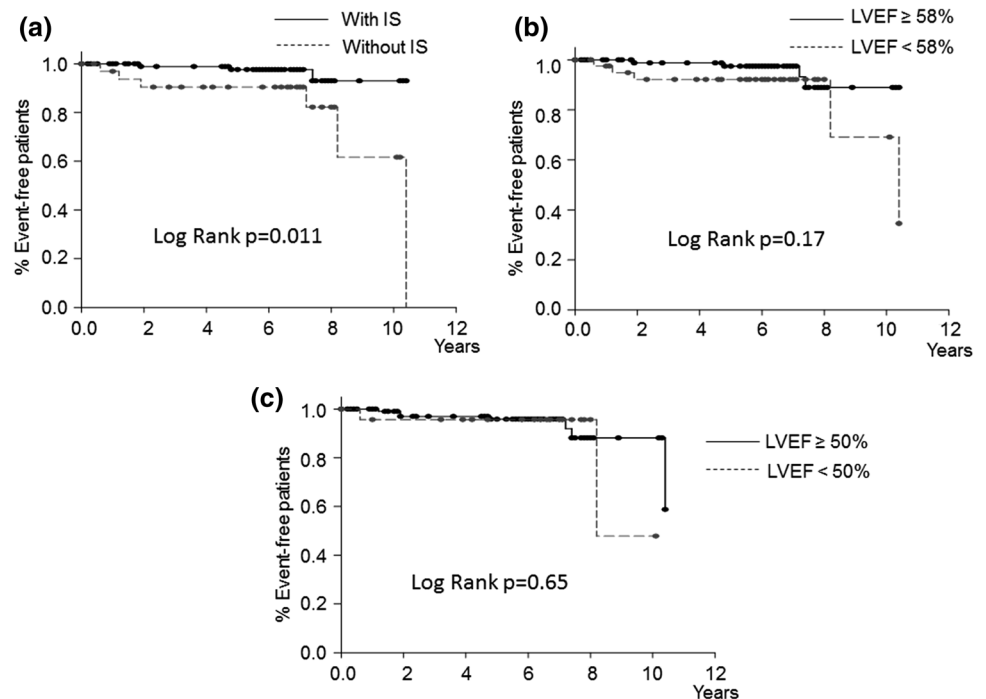 (a)
With IS
Without IS
% Event-free patients
1.0
0.8
0.6
0.4
0.2
0.0
Log Rank p=0.011
0.0 2 4 6 8 10 12
Years
(b)
LVEF ≥ 58%
LVEF < 58%
% Event-free patients
1.0
0.8
0.6
0.4
0.2
0.0
Log Rank p=0.17
0.0 2 4 6 8 10 12
Years
(c)
LVEF ≥ 50%
LVEF < 50%
% Event-free patients
1.0
0.8
0.6
0.4
0.2
0.0
Log Rank p=0.65
0.0 2 4 6 8 10 12
Years